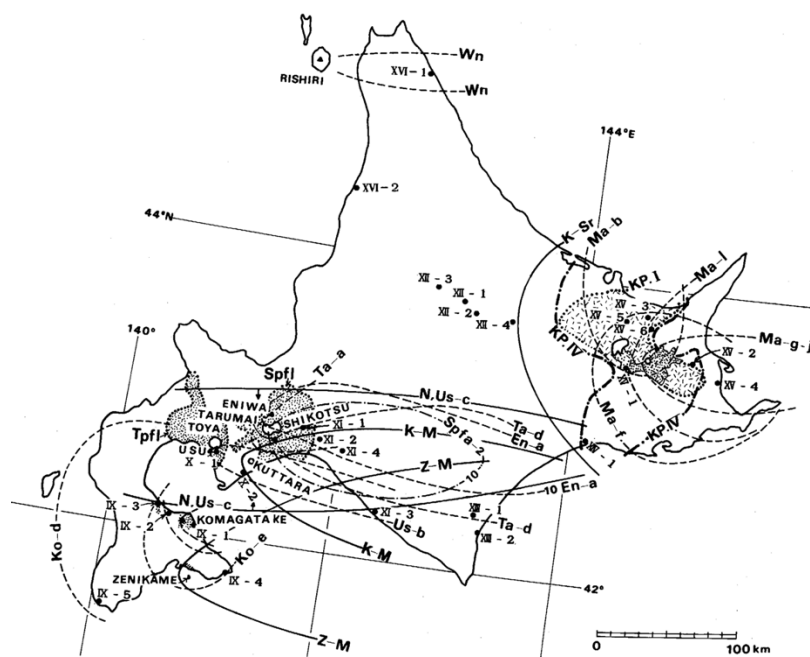 Wn
XVI-1
Wn
RISHIRI
144°E
XVI-2
44°N
K-Sr
Ma-b
KP.I
Ma-l
XII-3
XII-1
XII-2
XII-4
XV-3
XV-5
XV-6
Ma-g-j
XV-2
140°
KP.IV
XV-4
Ta-a
Spfl
N,Us-c
ENIWA
TARUMAI
SHIKOTSU
TOYA
Ta-d
En-a
Ma-f
KP.IV
Tpfl
K-M
Spfa-2
USU
XI-1
XI-2
XI-4
X-1
Z-M
KUTTARA
10
10 En-a
X-2
N,Us-c
IX-3
KOMAGATAKE
XI-3
Us-b
XIII-1
Ta-d
IX-2
IX-1
XIII-2
Ko-d
Ko-e
K-M
ZENIKAME
IX-4
42°
IX-5
Z-M
0
100 km